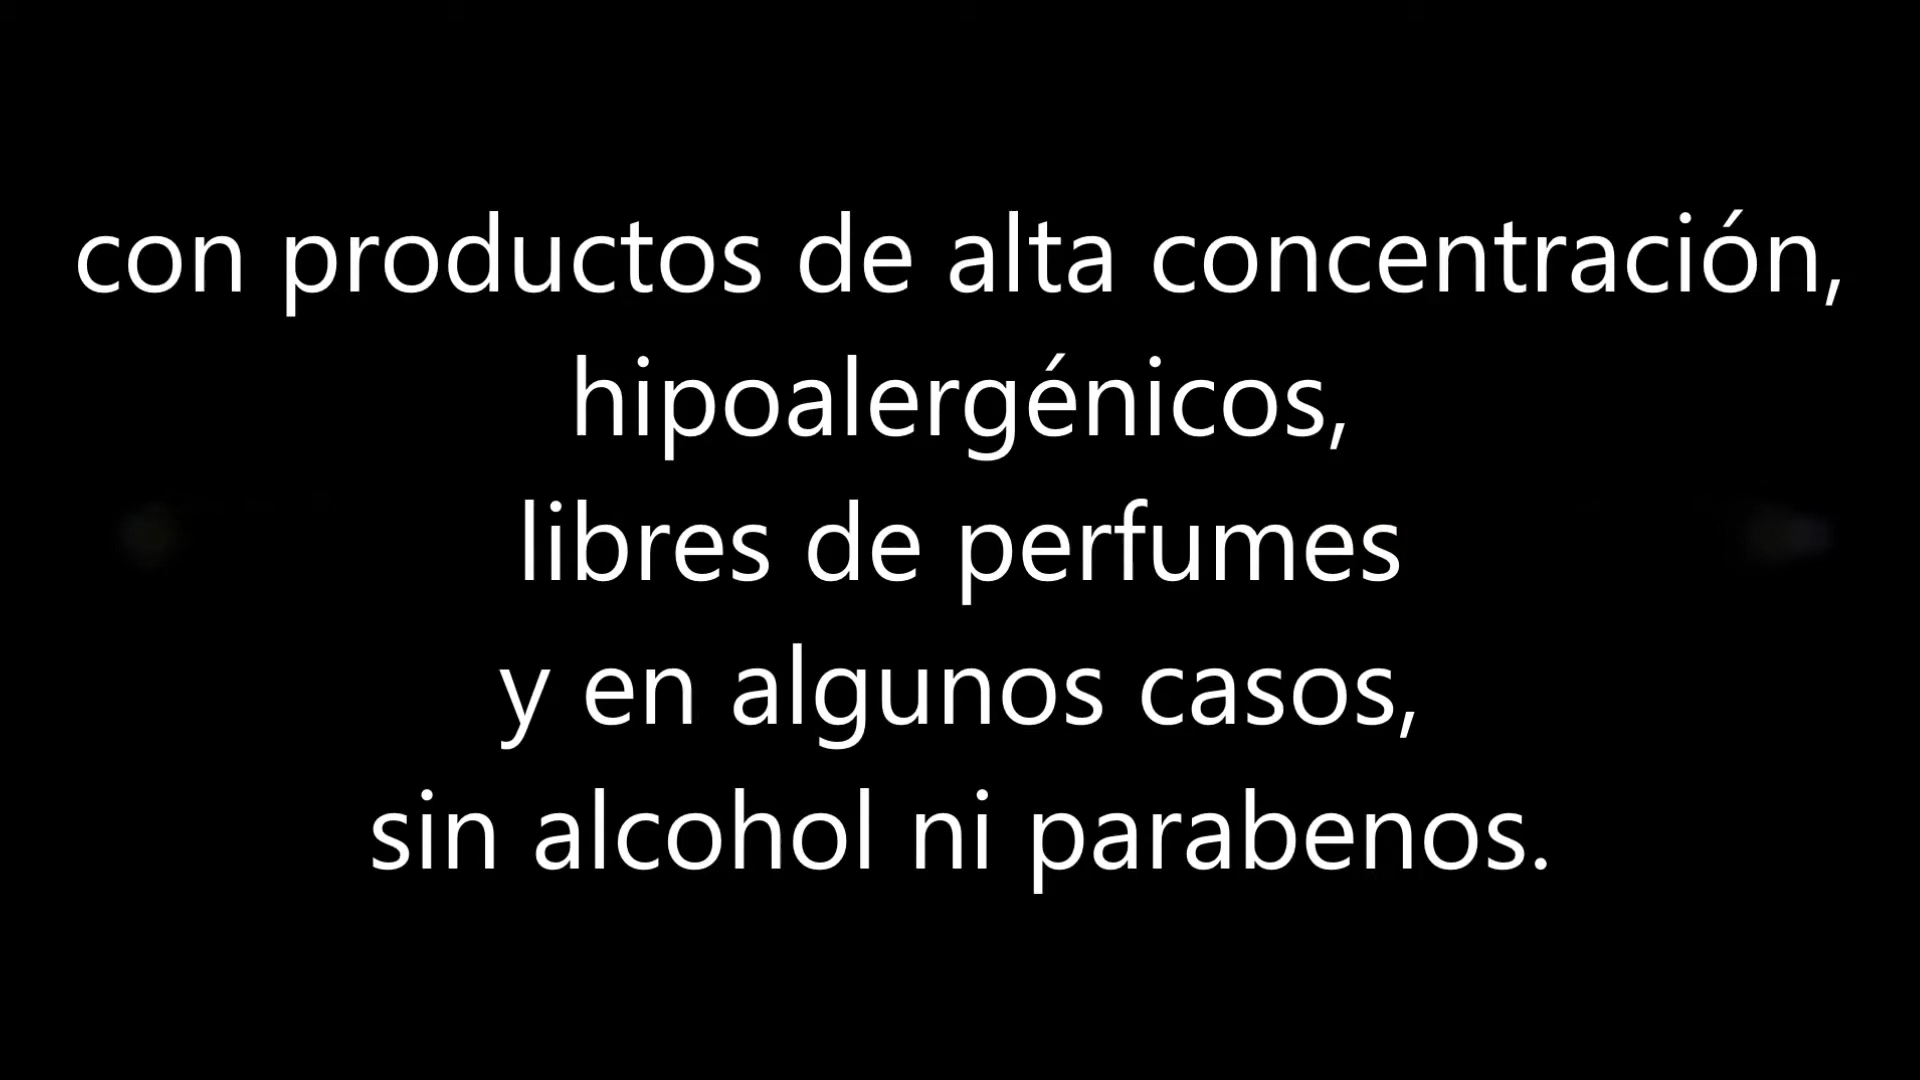 con productos de alta concentración,
hipoalergénicos,
libres de perfumes
y en algunos casos,
sin alcohol ni parabenos.